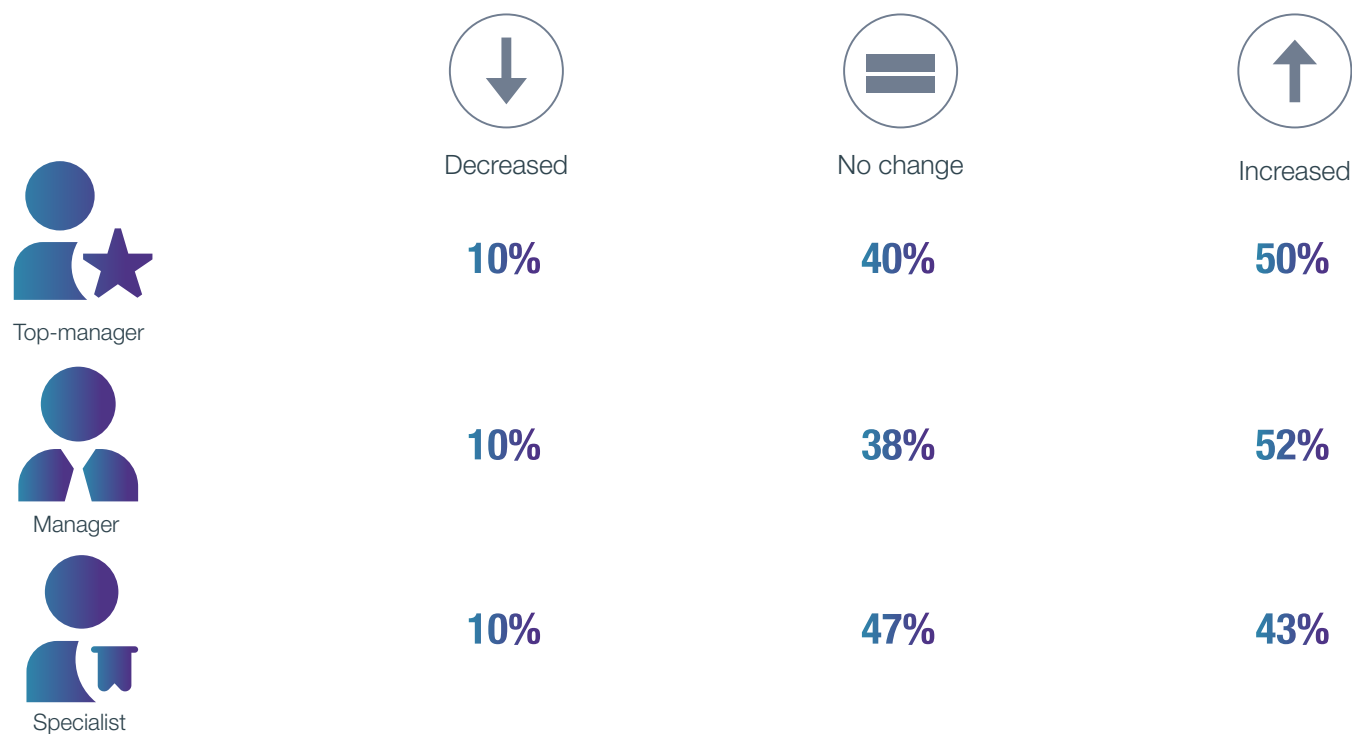 Decreased
No change
Increased
10%
40%
50%
Top-manager
10%
38%
52%
Manager
10%
47%
43%
Specialist